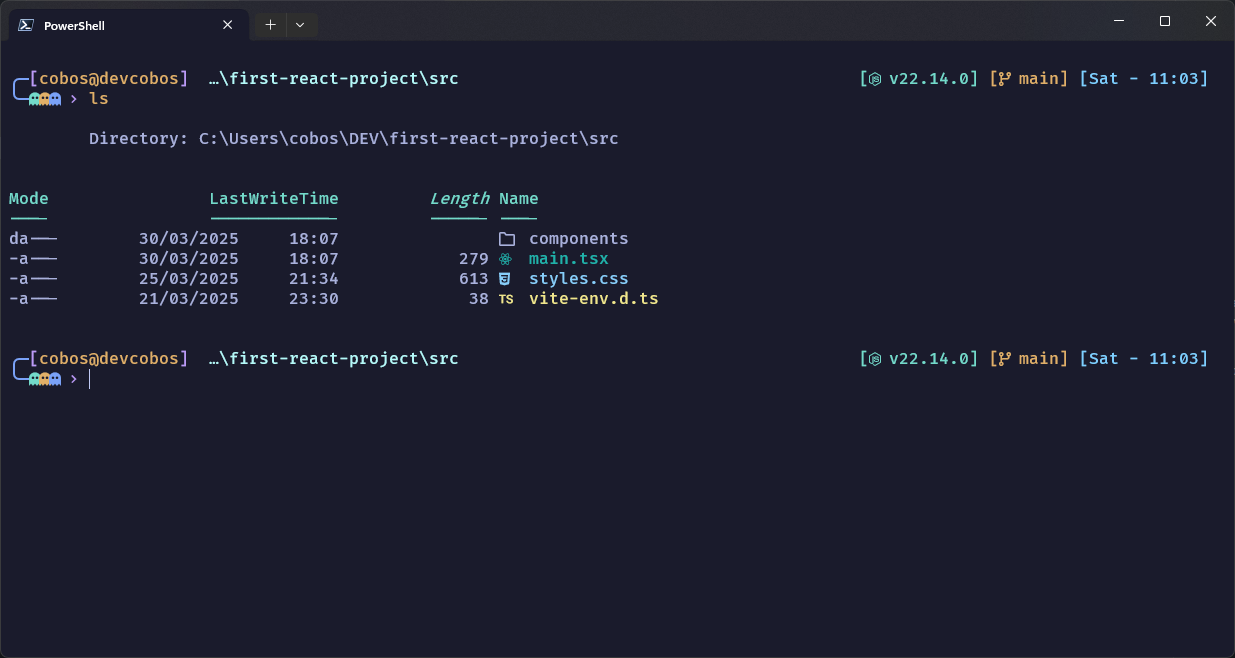 PowerShell
[cobos@devcobos] …\first-react-project\src [v22.14.0] [main] [Sat - 11:03]
› ls
Directory: C:\Users\cobos\DEV\first-react-project\src
Mode LastWriteTime Length Name
da--- 30/03/2025 18:07 components
-a--- 30/03/2025 18:07 279 main.tsx
-a--- 25/03/2025 21:34 613 styles.css
-a--- 21/03/2025 23:30 38 TS vite-env.d.ts
[cobos@devcobos] …\first-react-project\src [v22.14.0] [main] [Sat - 11:03]
›